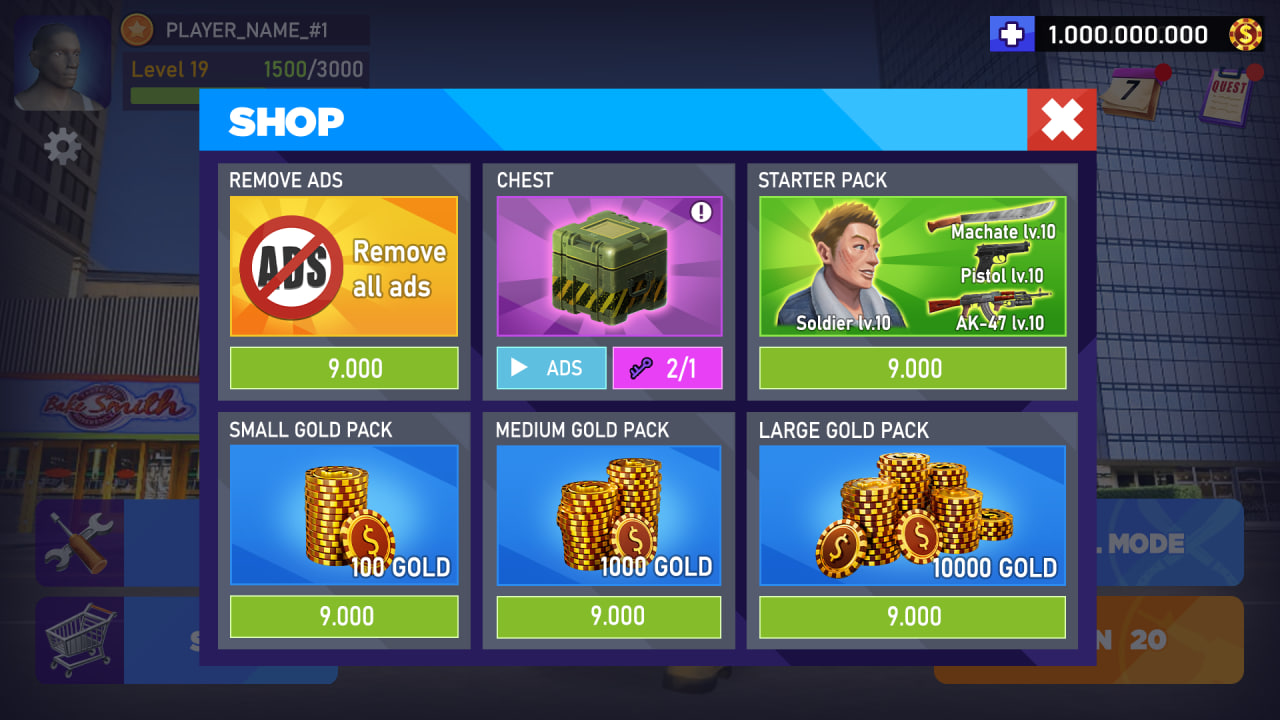 PLAYER_NAME_#1
1.000.000.000
Level 19
1500/3000
7
QUEST
SHOP
REMOVE ADS
CHEST
STARTER PACK
ADS
Remove
all ads
!
Machate lv.10
Pistol lv.10
Soldier lv.10
AK-47 lv.10
9.000
ADS
2/1
9.000
SMALL GOLD PACK
MEDIUM GOLD PACK
LARGE GOLD PACK
Smith
100 GOLD
1000 GOLD
10000 GOLD
MODE
9.000
9.000
9.000
20